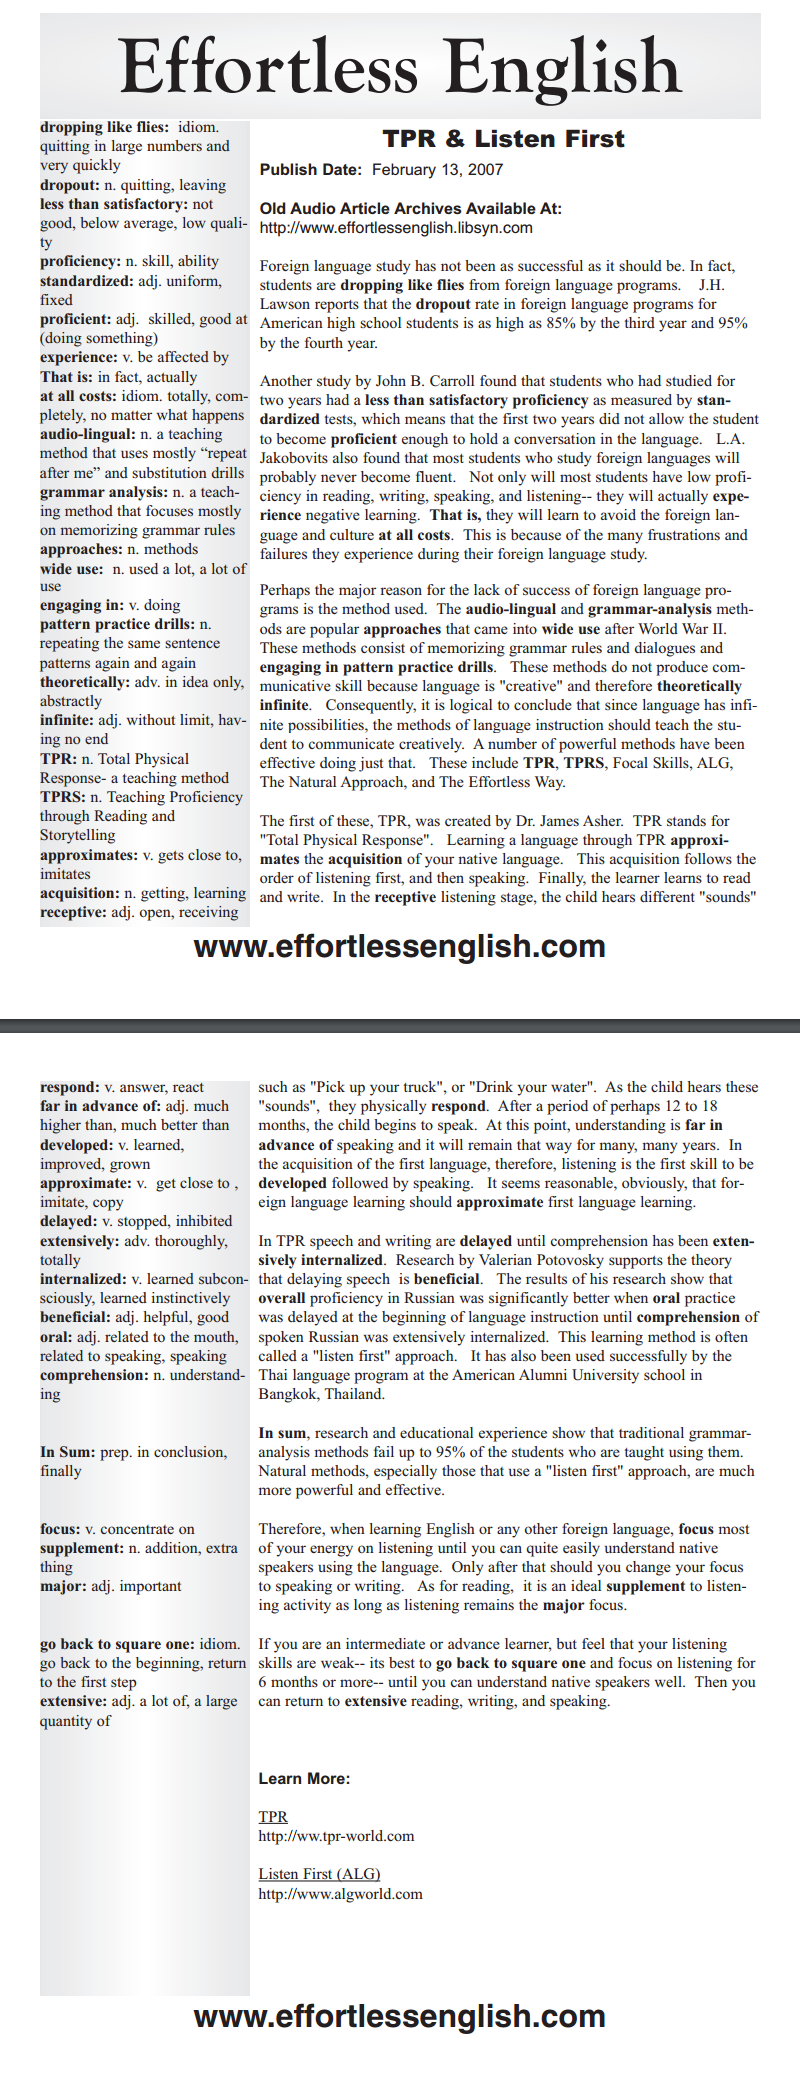 Effortless English
dropping like flies:  idiom.
quitting in large numbers and
very quickly
dropout: n. quitting, leaving
less than satisfactory: not
good, below average, low quali-
ty
proficiency: n. skill, ability
standardized: adj. uniform,
fixed
proficient: adj.  skilled, good at
(doing something)
experience: v. be affected by
That is: in fact, actually
at all costs: idiom. totally, com-
pletely, no matter what happens
audio-lingual: n. a teaching
method that uses mostly “repeat
after me” and substitution drills
grammar analysis: n. a teach-
ing method that focuses mostly
on memorizing grammar rules
approaches: n. methods
wide use:  n. used a lot, a lot of
use
engaging in: v. doing
pattern practice drills: n.
repeating the same sentence
patterns again and again
theoretically: adv. in idea only,
abstractly
infinite: adj. without limit, hav-
ing no end
TPR: n. Total Physical
Response- a teaching method
TPRS: n. Teaching Proficiency
through Reading and
Storytelling
approximates: v. gets close to,
imitates
acquisition: n. getting, learning
receptive: adj. open, receiving
TPR & Listen First
Publish Date:  February 13, 2007
Old Audio Article Archives Available At:
http://www.effortlessenglish.libsyn.com
Foreign language study has not been as successful as it should be. In fact,
students are dropping like flies from foreign language programs.    J.H.
Lawson reports that the dropout rate in foreign language programs for
American high school students is as high as 85% by the third year and 95%
by the fourth year.
Another study by John B. Carroll found that students who had studied for
two years had a less than satisfactory proficiency as measured by stan-
dardized tests, which means that the first two years did not allow the student
to become proficient enough to hold a conversation in the language.   L.A.
Jakobovits also found that most students who study foreign languages will
probably never become fluent.   Not only will most students have low profi-
ciency in reading, writing, speaking, and listening-- they will actually expe-
rience negative learning.  That is, they will learn to avoid the foreign lan-
guage and culture at all costs.  This is because of the many frustrations and
failures they experience during their foreign language study.
Perhaps the major reason for the lack of success of foreign language pro-
grams is the method used.  The audio-lingual and grammar-analysis meth-
ods are popular approaches that came into wide use after World War II.
These methods consist of memorizing grammar rules and dialogues and
engaging in pattern practice drills.   These methods do not produce com-
municative skill because language is "creative" and therefore theoretically
infinite.   Consequently, it is logical to conclude that since language has infi-
nite possibilities, the methods of language instruction should teach the stu-
dent to communicate creatively.  A number of powerful methods have been
effective doing just that.   These include TPR, TPRS, Focal Skills, ALG,
The Natural Approach, and The Effortless Way.
The first of these, TPR, was created by Dr. James Asher.  TPR stands for
"Total Physical Response".   Learning a language through TPR approxi-
mates the acquisition of your native language.   This acquisition follows the
order of listening first, and then speaking.  Finally, the learner learns to read
and write.  In the receptive listening stage, the child hears different "sounds"
www.effortlessenglish.com
respond: v. answer, react
far in advance of: adj. much
higher than, much better than
developed: v. learned,
improved, grown
approximate: v.  get close to ,
imitate, copy
delayed: v. stopped, inhibited
extensively: adv. thoroughly,
totally
internalized: v. learned subcon-
sciously, learned instinctively
beneficial: adj. helpful, good
oral: adj. related to the mouth,
related to speaking, speaking
comprehension: n. understand-
ing
In Sum: prep. in conclusion,
finally
focus: v. concentrate on
supplement: n. addition, extra
thing
major: adj. important
go back to square one: idiom.
go back to the beginning, return
to the first step
extensive: adj. a lot of, a large
quantity of
such as "Pick up your truck", or "Drink your water".  As the child hears these
"sounds",  they physically respond.  After a period of perhaps 12 to 18
months, the child begins to speak.  At this point, understanding is far in
advance of speaking and it will remain that way for many, many years.  In
the acquisition of the first language, therefore, listening is the first skill to be
developed followed by speaking.   It seems reasonable, obviously, that for-
eign language learning should approximate first language learning.
In TPR speech and writing are delayed until comprehension has been exten-
sively internalized.  Research by Valerian Potovosky supports the theory
that delaying speech  is beneficial.   The results of his research show that
overall proficiency in Russian was significantly better when oral practice
was delayed at the beginning of language instruction until comprehension of
spoken Russian was extensively internalized.  This learning method is often
called a "listen first" approach.   It has also been used successfully by the
Thai language program at the American Alumni University school in
Bangkok, Thailand.
In sum, research and educational experience show that traditional grammar-
analysis methods fail up to 95% of the students who are taught using them.
Natural methods, especially those that use a "listen first" approach, are much
more powerful and effective.
Therefore, when learning English or any other foreign language, focus most
of your energy on listening until you can quite easily understand native
speakers using the language.  Only after that should you change your focus
to speaking or writing.   As for reading,  it is an ideal supplement to listen-
ing activity as long as listening remains the major focus.
If you are an intermediate or advance learner, but feel that your listening
skills are weak-- its best to go back to square one and focus on listening for
6 months or more-- until you can understand native speakers well.  Then you
can return to extensive reading, writing, and speaking.
Learn More:
TPR
http://ww.tpr-world.com
Listen First (ALG)
http://www.algworld.com
www.effortlessenglish.com